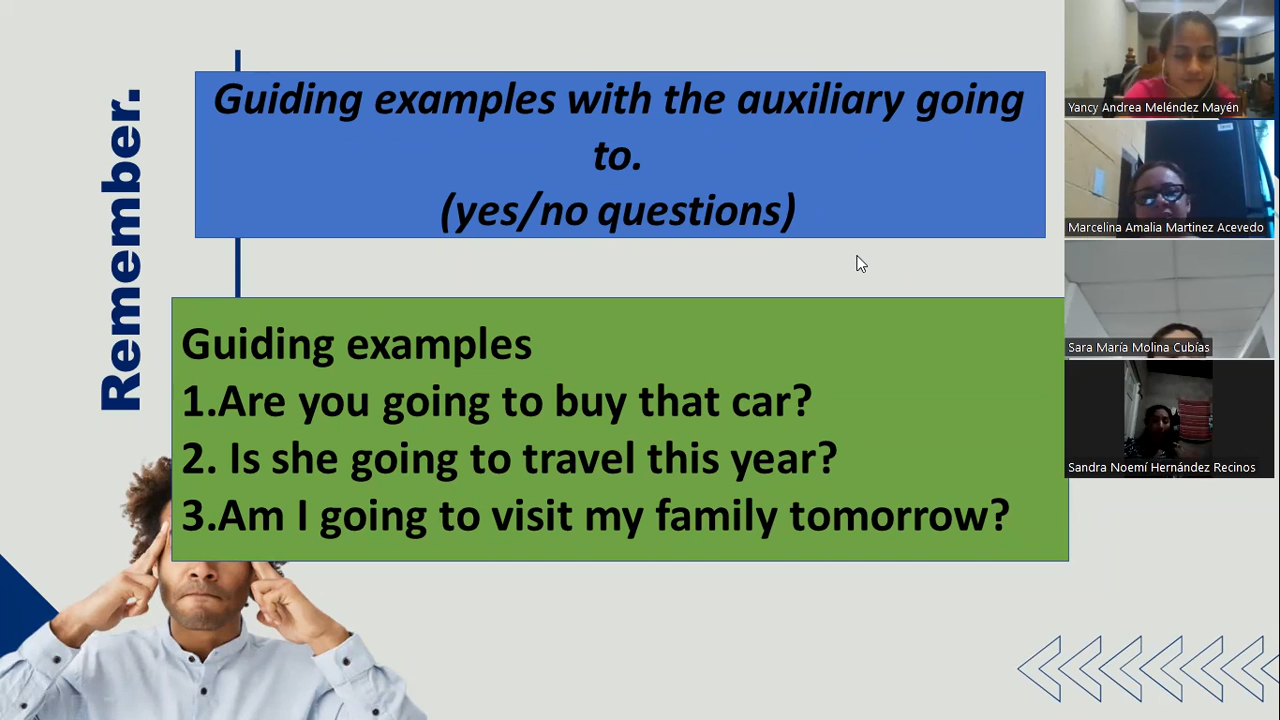 Remember.
Guiding examples with the auxiliary going
to.
(yes/no questions)
Guiding examples
1.Are you going to buy that car?
2. Is she going to travel this year?
3.Am I going to visit my family tomorrow?
Yancy Andrea Meléndez Mayén
Marcelina Amalia Martinez Acevedo
Sara María Molina Cubías
Sandra Noemí Hernández Recinos